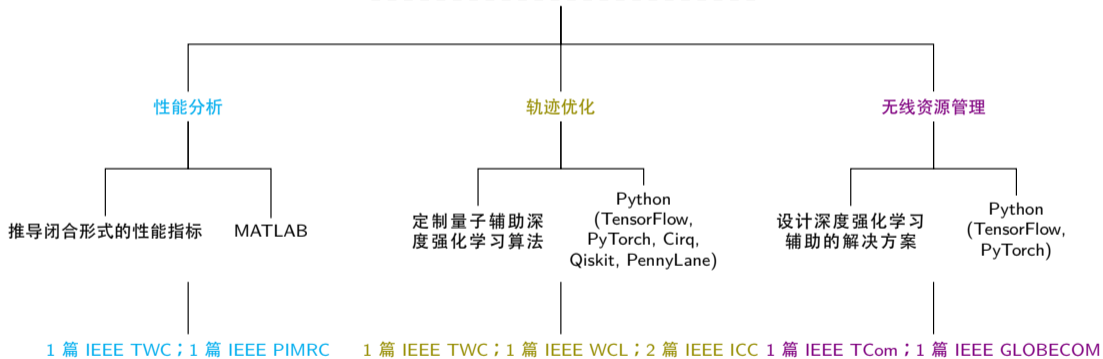 性能分析
轨迹优化
无线资源管理
推导闭合形式的性能指标
MATLAB
定制量子辅助深
度强化学习算法
Python
(TensorFlow,
PyTorch, Cirq,
Qiskit, PennyLane)
设计深度强化学习
辅助的解决方案
Python
(TensorFlow,
PyTorch)
1 篇 IEEE TWC；1 篇 IEEE PIMRC
1 篇 IEEE TWC；1 篇 IEEE WCL；2 篇 IEEE ICC
1 篇 IEEE TCom；1 篇 IEEE GLOBECOM